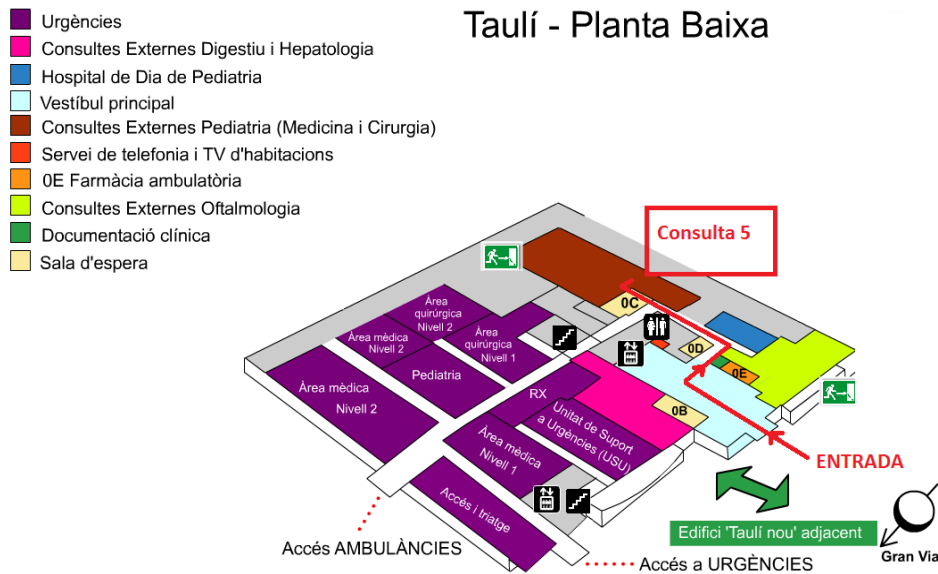 Taulí - Planta Baixa
Urgències
Consultes Externes Digestiu i Hepatologia
Hospital de Dia de Pediatria
Vestíbul principal
Consultes Externes Pediatria (Medicina i Cirurgia)
Servei de telefonia i TV d'habitacions
0E Farmàcia ambulatòria
Consultes Externes Oftalmologia
Documentació clínica
Sala d'espera
Consulta 5
0C
Àrea
quirúrgica
Nivell 2
Àrea mèdica
Nivell 2
Àrea
quirúrgica
Nivell 1
0D
0E
Pediatria
Àrea mèdica
Nivell 2
RX
0B
Unitat de Suport
a Urgències (USU)
Àrea mèdica
Nivell 1
ENTRADA
Accés i triatge
Edifici 'Taulí nou' adjacent
Accés AMBULÀNCIES
Accés a URGÈNCIES
Gran Via